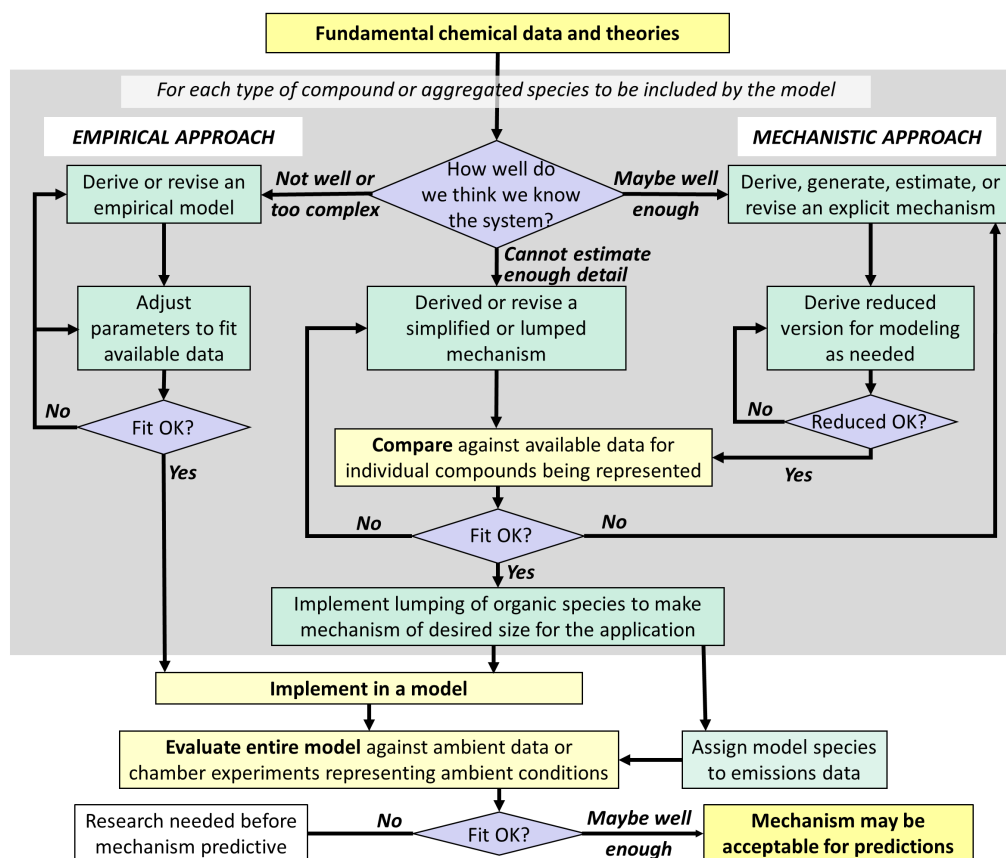 Fundamental chemical data and theories
For each type of compound or aggregated species to be included by the model
EMPIRICAL APPROACH
MECHANISTIC APPROACH
Derive or revise an
empirical model
Not well or
too complex
How well do
we think we know
the system?
Maybe well
enough
Derive, generate, estimate, or
revise an explicit mechanism
Cannot estimate
enough detail
Adjust
parameters to fit
available data
Derived or revise a
simplified or lumped
mechanism
Derive reduced
version for modeling
as needed
No
Fit OK?
Yes
No
Reduced OK?
Yes
Compare against available data for
individual compounds being represented
No
Fit OK?
No
Yes
Implement lumping of organic species to make
mechanism of desired size for the application
Implement in a model
Evaluate entire model against ambient data or
chamber experiments representing ambient conditions
Assign model species
to emissions data
Research needed before
mechanism predictive
No
Fit OK?
Maybe well
enough
Mechanism may be
acceptable for predictions